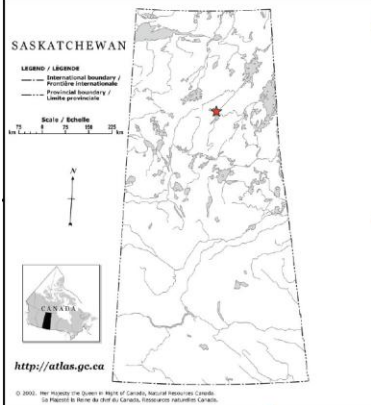 SASKATCHEWAN
LEGEND / LÉGENDE
International boundary /
Frontière internationale
Provincial boundary /
Limite provinciale
Scale / Échelle
km
km
N
CANADA
http://atlas.gc.ca
© 2002. Her Majesty the Queen in Right of Canada, Natural Resources Canada.
Sa Majesté la Reine du chef du Canada, Ressources naturelles Canada.